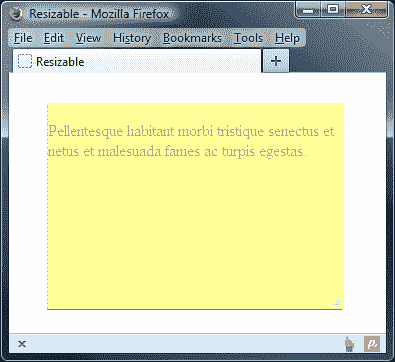 Resizable - Mozilla Firefox
File Edit View History Bookmarks Tools Help
Resizable
Pellentesque habitant morbi tristique senectus et
netus et malesuada fames ac turpis egestas.